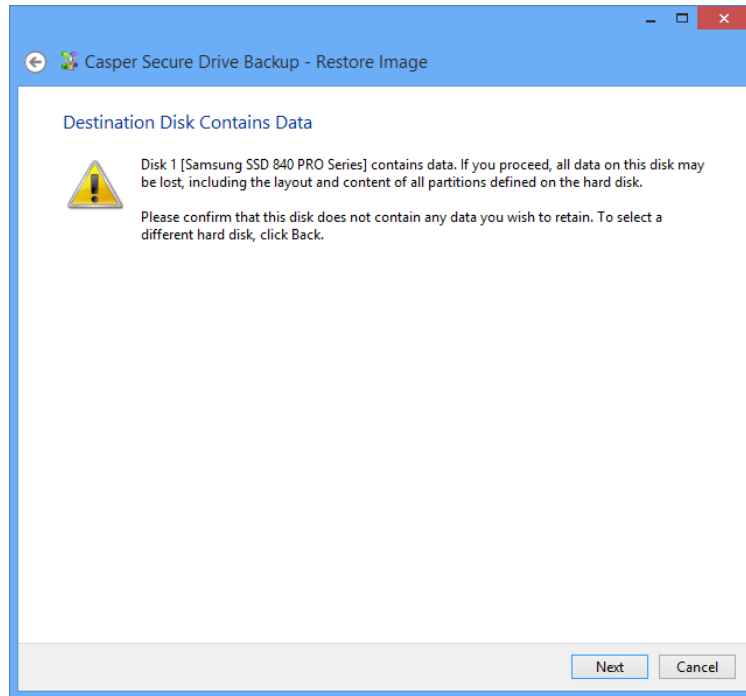 Casper Secure Drive Backup - Restore Image
Destination Disk Contains Data
Disk 1 [Samsung SSD 840 PRO Series] contains data. If you proceed, all data on this disk may
be lost, including the layout and content of all partitions defined on the hard disk.
Please confirm that this disk does not contain any data you wish to retain. To select a
different hard disk, click Back.
Next
Cancel